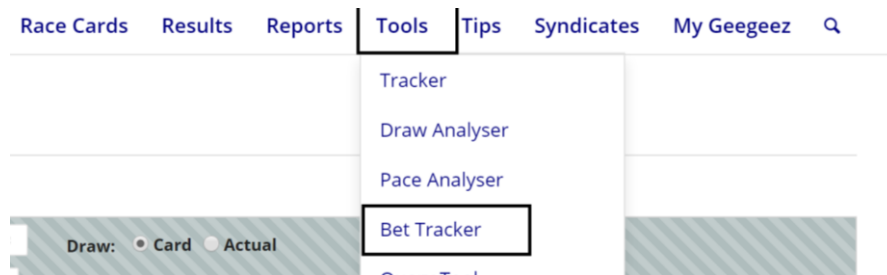 Race Cards Results Reports Tools Tips Syndicates My Geegeez
Tracker
Draw Analyser
Pace Analyser
Bet Tracker
Draw: Card Actual